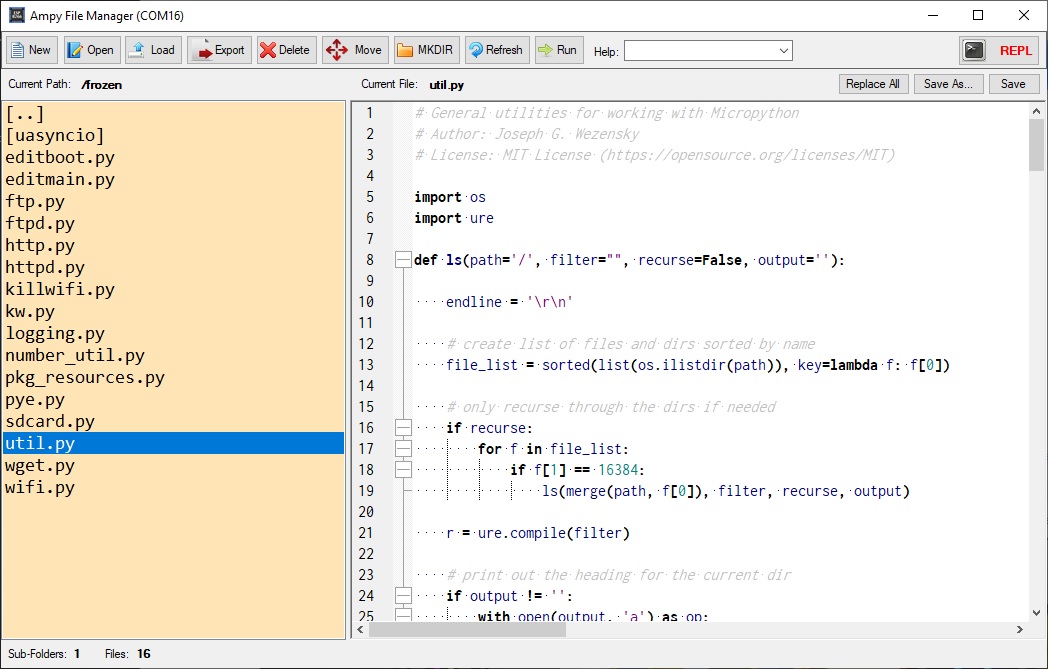 Ampy File Manager (COM16)
New Open Load Export Delete Move MKDIR Refresh Run Help: REPL
Current Path: /frozen Current File: util.py Replace All Save As... Save
[..]
[uasyncio]
editboot.py
editmain.py
ftp.py
ftpd.py
http.py
httpd.py
killwifi.py
kw.py
logging.py
number_util.py
pkg_resources.py
pye.py
sdcard.py
util.py
wget.py
wifi.py
1 # General utilities for working with Micropython
2 # Author: Joseph G. Wezensky
3 # License: MIT License (https://opensource.org/licenses/MIT)
4
5 import os
6 import ure
7
8 def ls(path='/', filter="", recurse=False, output=''):
9
10 endline = '\r\n'
11
12 # create list of files and dirs sorted by name
13 file_list = sorted(list(os.ilistdir(path)), key=lambda f: f[0])
14
15 # only recurse through the dirs if needed
16 if recurse:
17 for f in file_list:
18 if f[1] == 16384:
19 ls(merge(path, f[0]), filter, recurse, output)
20
21 r = ure.compile(filter)
22
23 # print out the heading for the current dir
24 if output != '':
25 with open(output, 'a') as op:
Sub-Folders: 1 Files: 16